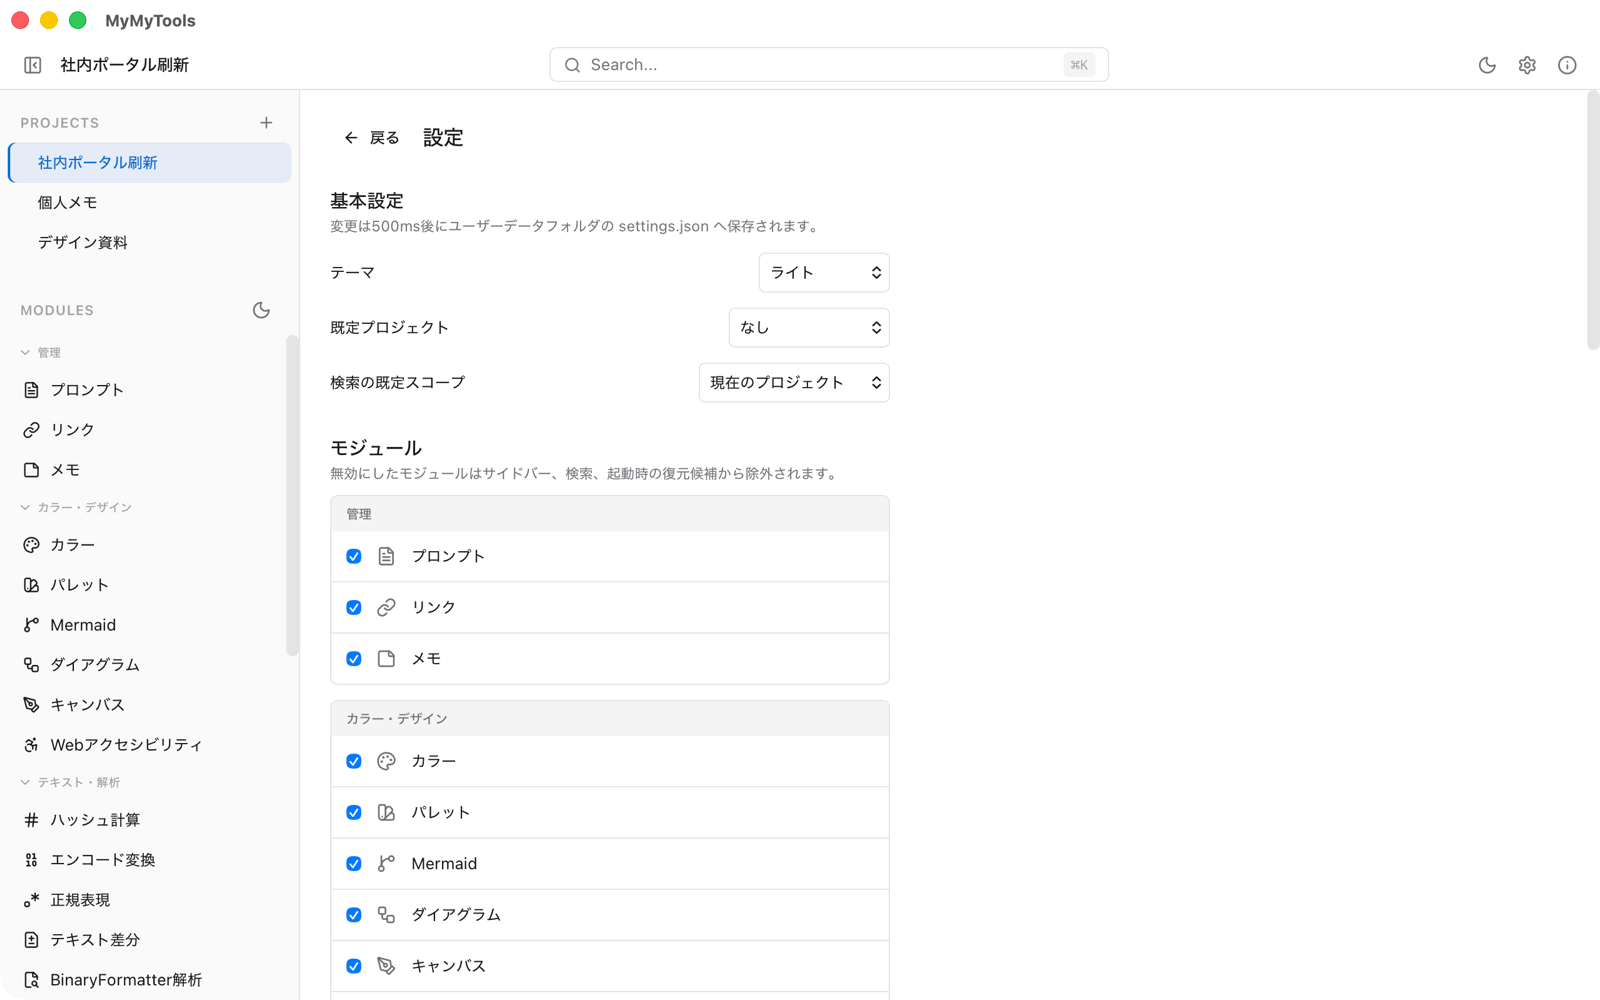 MyMyTools
社内ポータル刷新
Search...
⌘K
PROJECTS
社内ポータル刷新
個人メモ
デザイン資料
MODULES
管理
プロンプト
リンク
メモ
カラー・デザイン
カラー
パレット
Mermaid
ダイアグラム
キャンバス
Webアクセシビリティ
テキスト・解析
ハッシュ計算
エンコード変換
正規表現
テキスト差分
BinaryFormatter解析
戻る 設定
基本設定
変更は500ms後にユーザーデータフォルダの settings.json へ保存されます。
テーマ ライト
既定プロジェクト なし
検索の既定スコープ 現在のプロジェクト
モジュール
無効にしたモジュールはサイドバー、検索、起動時の復元候補から除外されます。
管理
プロンプト
リンク
メモ
カラー・デザイン
カラー
パレット
Mermaid
ダイアグラム
キャンバス